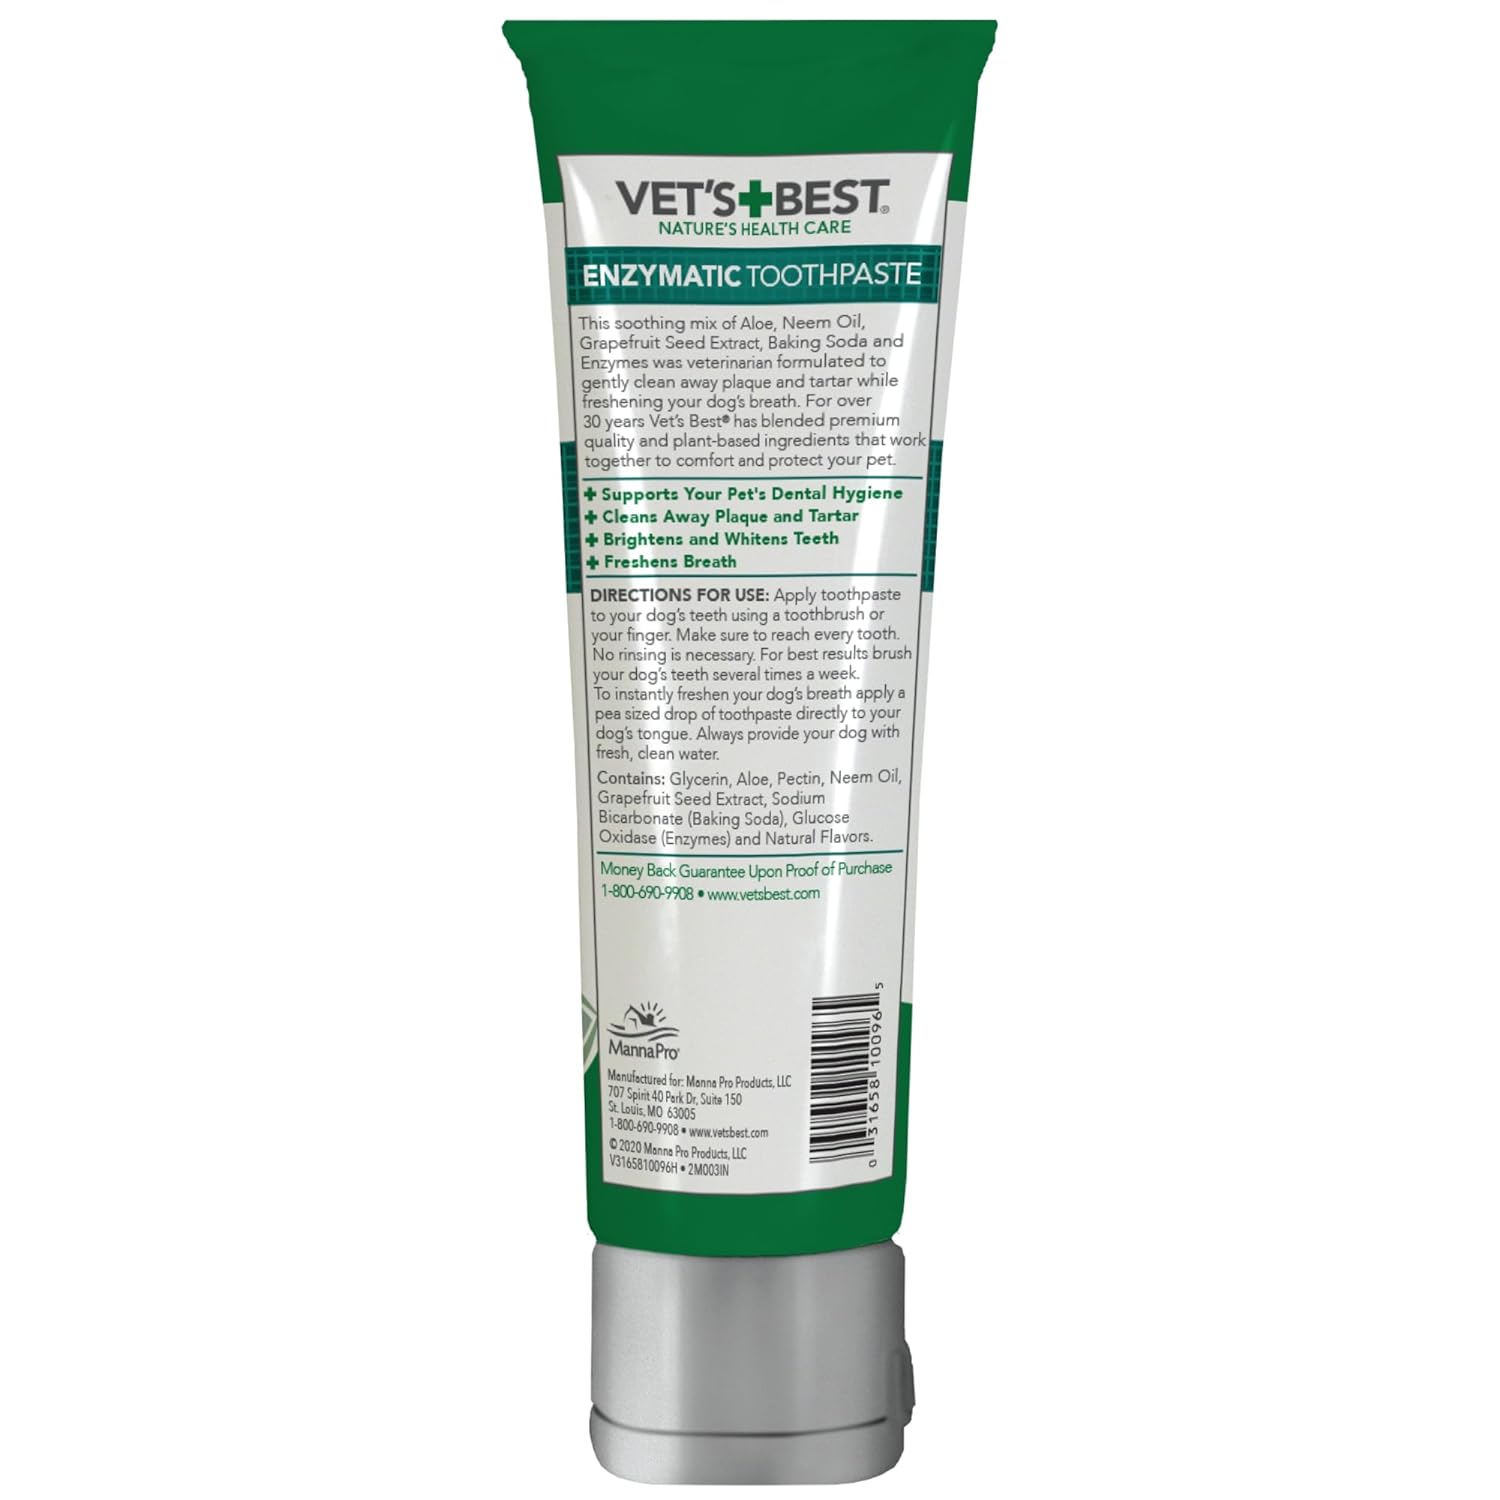 VET'S+BEST®
NATURE'S HEALTH CARE
ENZYMATIC TOOTHPASTE
This soothing mix of Aloe, Neem Oil,
Grapefruit Seed Extract, Baking Soda and
Enzymes was veterinarian formulated to
gently clean away plaque and tartar while
freshening your dog's breath. For over
30 years Vet's Best® has blended premium
quality and plant-based ingredients that work
together to comfort and protect your pet.
+ Supports Your Pet's Dental Hygiene
+ Cleans Away Plaque and Tartar
+ Brightens and Whitens Teeth
+ Freshens Breath
DIRECTIONS FOR USE: Apply toothpaste
to your dog's teeth using a toothbrush or
your finger. Make sure to reach every tooth.
No rinsing is necessary. For best results brush
your dog's teeth several times a week.
To instantly freshen your dog's breath apply a
pea sized drop of toothpaste directly to your
dog's tongue. Always provide your dog with
fresh, clean water.
Contains: Glycerin, Aloe, Pectin, Neem Oil,
Grapefruit Seed Extract, Sodium
Bicarbonate (Baking Soda), Glucose
Oxidase (Enzymes) and Natural Flavors.
Money Back Guarantee Upon Proof of Purchase
1-800-690-9908 • www.vetsbest.com
MannaPro®
Manufactured for: Manna Pro Products, LLC
707 Spirit 40 Park Dr, Suite 150
St. Louis, MO 63005
1-800-690-9908 • www.vetsbest.com
© 2020 Manna Pro Products, LLC
V3165810096H • 2M003IN
0 31658 10096 5